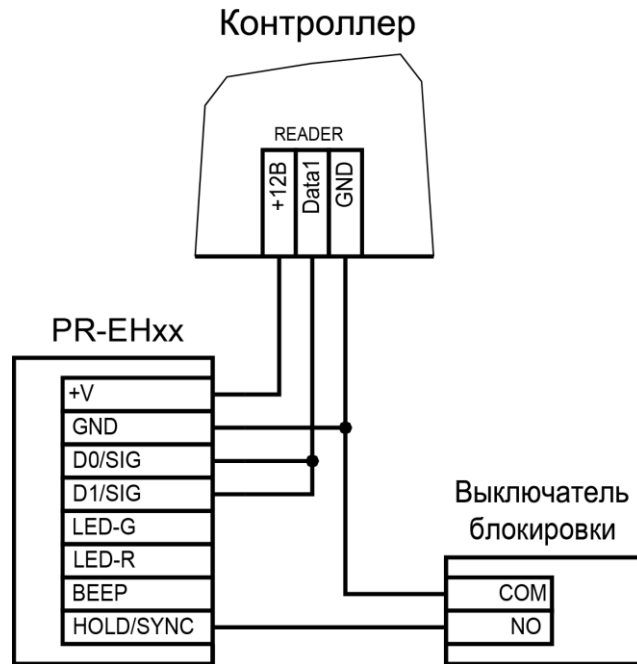 Контроллер
READER
+12В
Data1
GND
PR-EHxx
+V
GND
D0/SIG
D1/SIG
LED-G
LED-R
BEEP
HOLD/SYNC
Выключатель
блокировки
COM
NO